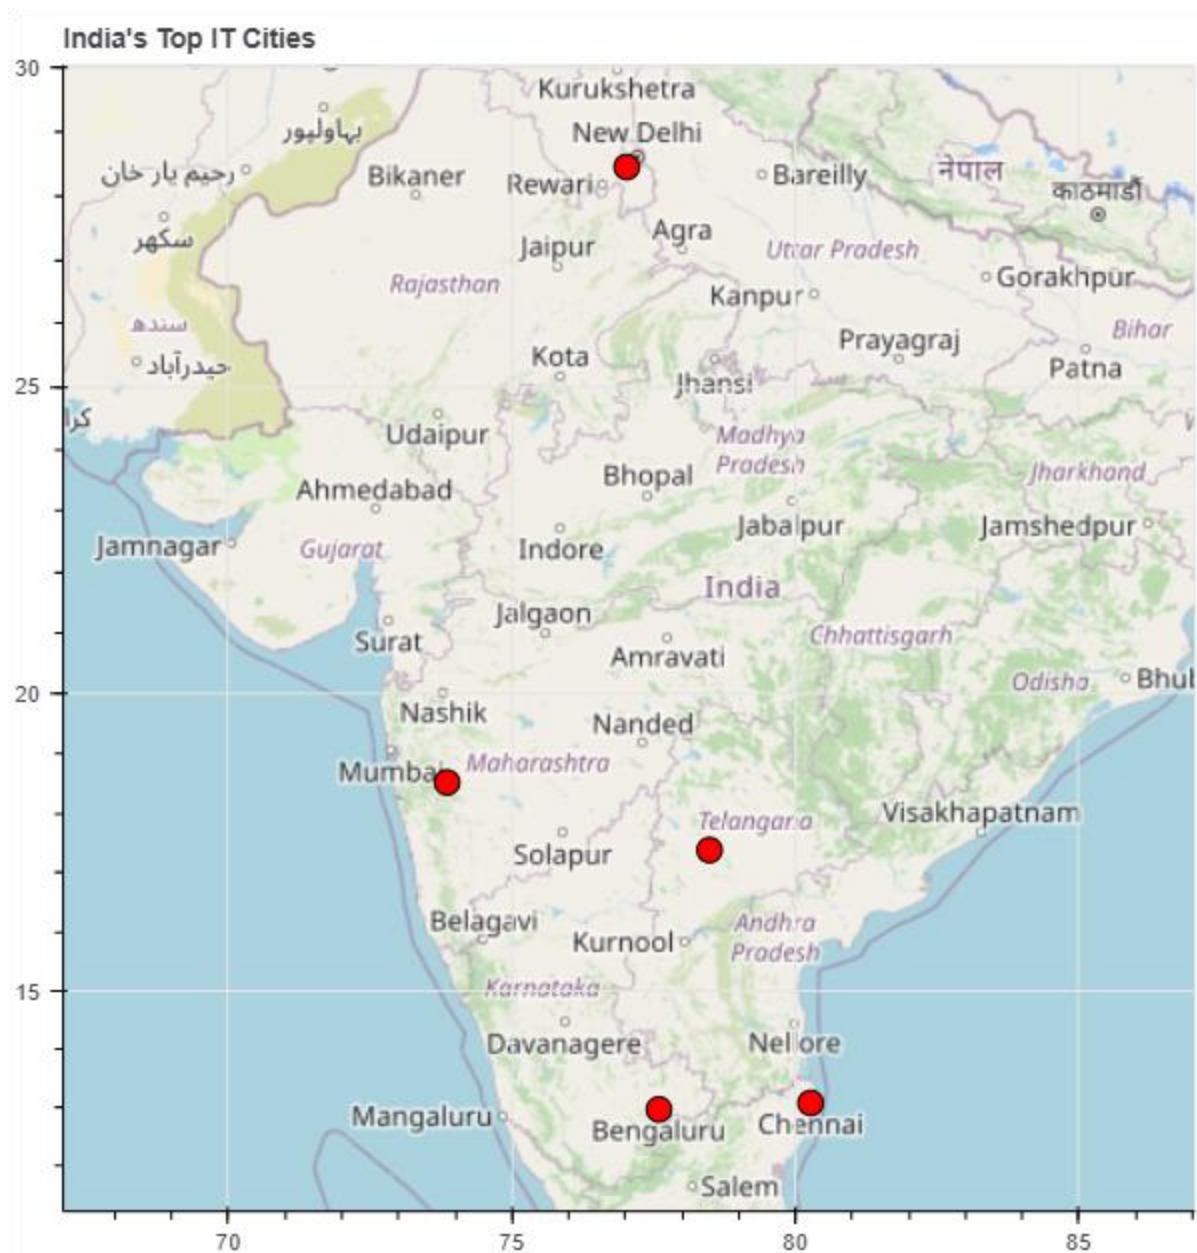 India's Top IT Cities
30
Kurukshetra
New Delhi
بہاولپور
رحیم یار خان
Bikaner
Rewari
Bareilly
नेपाल
काठमाडौँ
سکھر
Jaipur
Agra
Uttar Pradesh
Rajasthan
Gorakhpur
Kanpur
سندھ
Bihar
Kota
Prayagraj
حیدرآباد
Jhansi
Patna
25
کرا
Udaipur
Madhya
Pradesh
Bhopal
Jharkhand
Ahmedabad
Jabalpur
Jamshedpur
Jamnagar
Gujarat
Indore
India
Jalgaon
Surat
Chhattisgarh
Amravati
Odisha
Bhul
20
Nashik
Nanded
Mumbai
Maharashtra
Visakhapatnam
Telangana
Solapur
Belagavi
Kurnool
Andhra
Pradesh
15
Karnataka
Davanagere
Nellore
Mangaluru
Bengaluru
Chennai
Salem
70 75 80 85